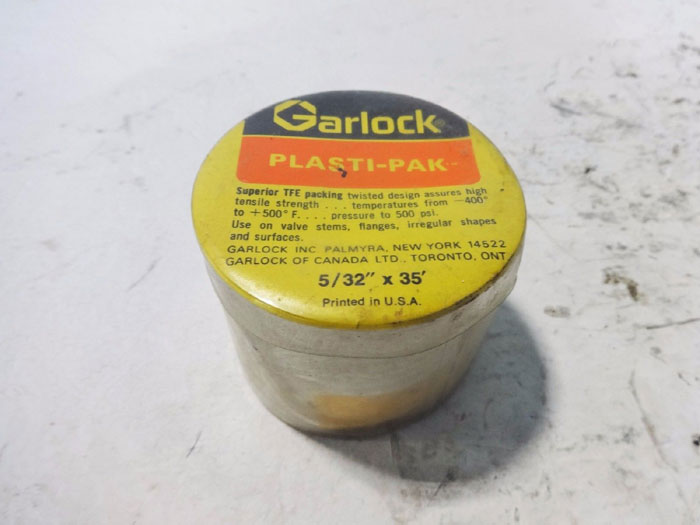 Garlock®
PLASTI-PAK
Superior TFE packing twisted design assures high
tensile strength . . . temperatures from −400°
to +500° F. . . . pressure to 500 psi.
Use on valve stems, flanges, irregular shapes
and surfaces.
GARLOCK INC PALMYRA, NEW YORK 14522
GARLOCK OF CANADA LTD., TORONTO, ONT
5/32" x 35'
Printed in U.S.A.